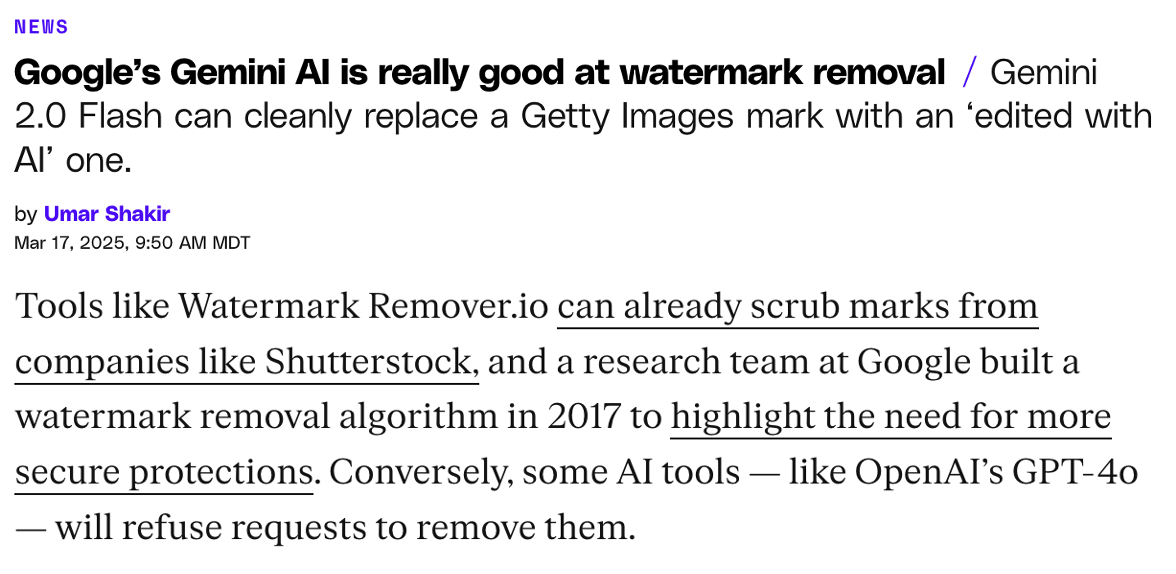 NEWS
Google’s Gemini AI is really good at watermark removal / Gemini
2.0 Flash can cleanly replace a Getty Images mark with an ‘edited with
AI’ one.
by Umar Shakir
Mar 17, 2025, 9:50 AM MDT
Tools like Watermark Remover.io can already scrub marks from
companies like Shutterstock, and a research team at Google built a
watermark removal algorithm in 2017 to highlight the need for more
secure protections. Conversely, some AI tools — like OpenAI’s GPT-4o
— will refuse requests to remove them.